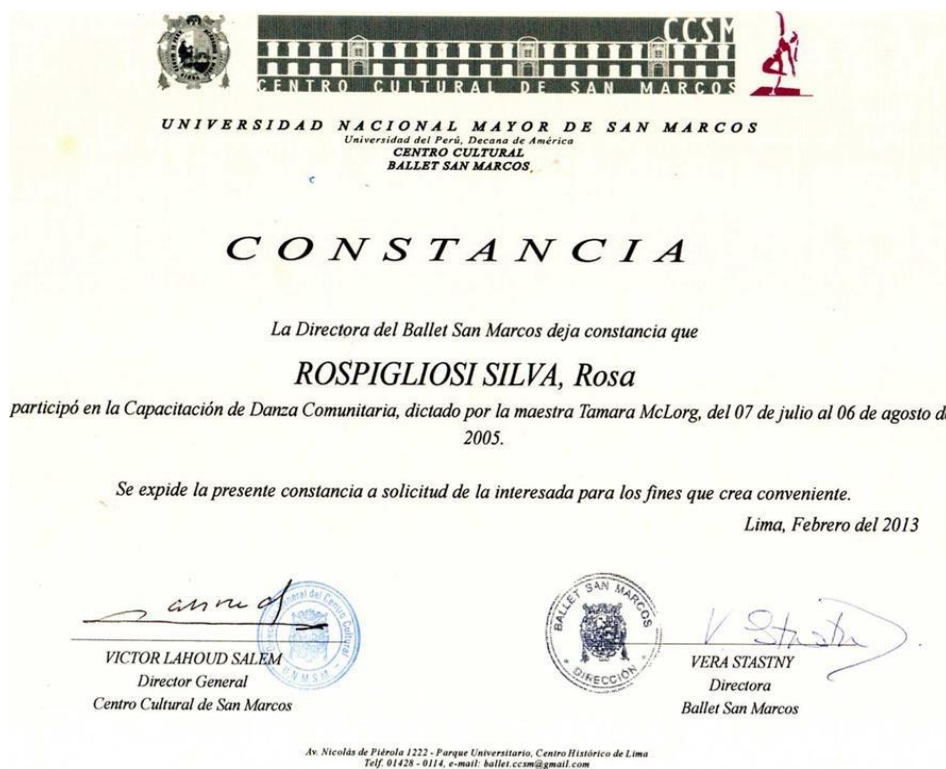 CCSM
CENTRO CULTURAL DE SAN MARCOS
UNIVERSIDAD NACIONAL MAYOR DE SAN MARCOS
Universidad del Perú, Decana de América
CENTRO CULTURAL
BALLET SAN MARCOS
CONSTANCIA
La Directora del Ballet San Marcos deja constancia que
ROSPIGLIOSI SILVA, Rosa
participó en la Capacitación de Danza Comunitaria, dictado por la maestra Tamara McLorg, del 07 de julio al 06 de agosto de
2005.
Se expide la presente constancia a solicitud de la interesada para los fines que crea conveniente.
Lima, Febrero del 2013
General del Centro Cultural
UNMSM
VICTOR LAHOUD SALEM
Director General
Centro Cultural de San Marcos
BALLET SAN MARCOS
DIRECCIÓN
V Stastny
VERA STASTNY
Directora
Ballet San Marcos
Av. Nicolás de Piérola 1222 - Parque Universitario, Centro Histórico de Lima
Telf. 01428 - 0114, e-mail: ballet.ccsm@gmail.com